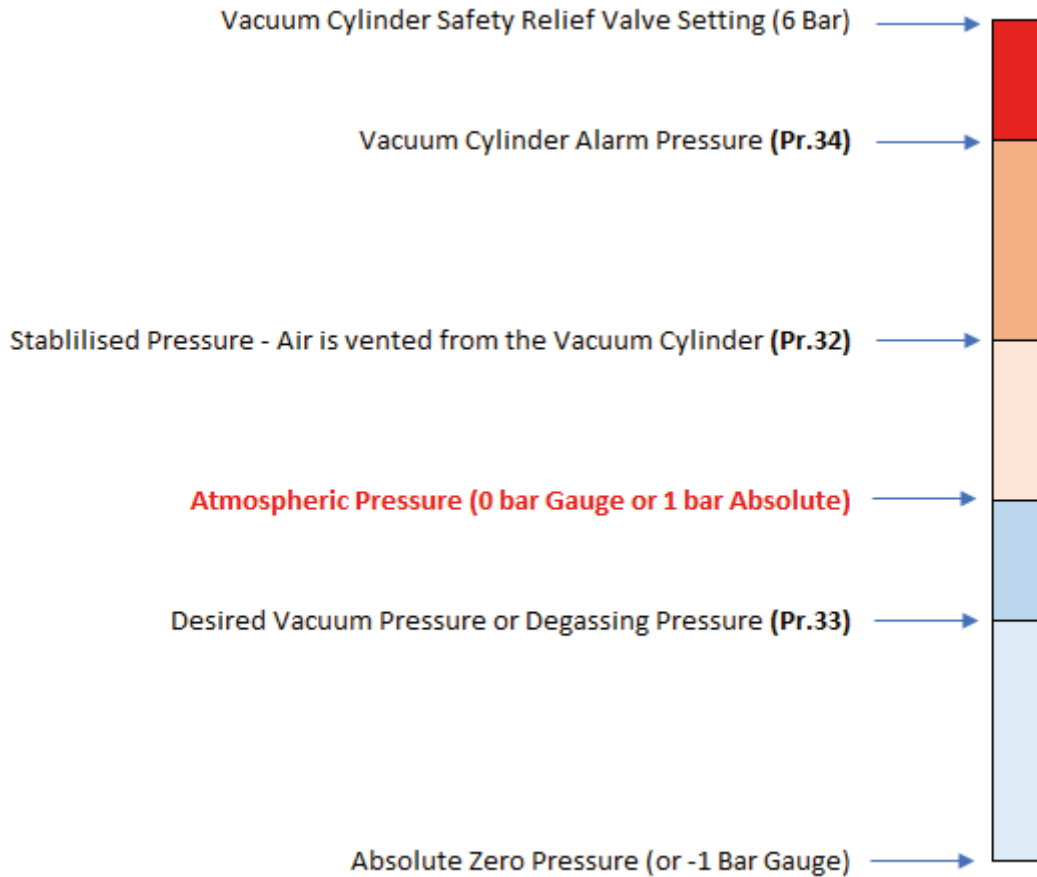 Vacuum Cylinder Safety Relief Valve Setting (6 Bar)
Vacuum Cylinder Alarm Pressure (Pr.34)
Stablilised Pressure - Air is vented from the Vacuum Cylinder (Pr.32)
Atmospheric Pressure (0 bar Gauge or 1 bar Absolute)
Desired Vacuum Pressure or Degassing Pressure (Pr.33)
Absolute Zero Pressure (or -1 Bar Gauge)